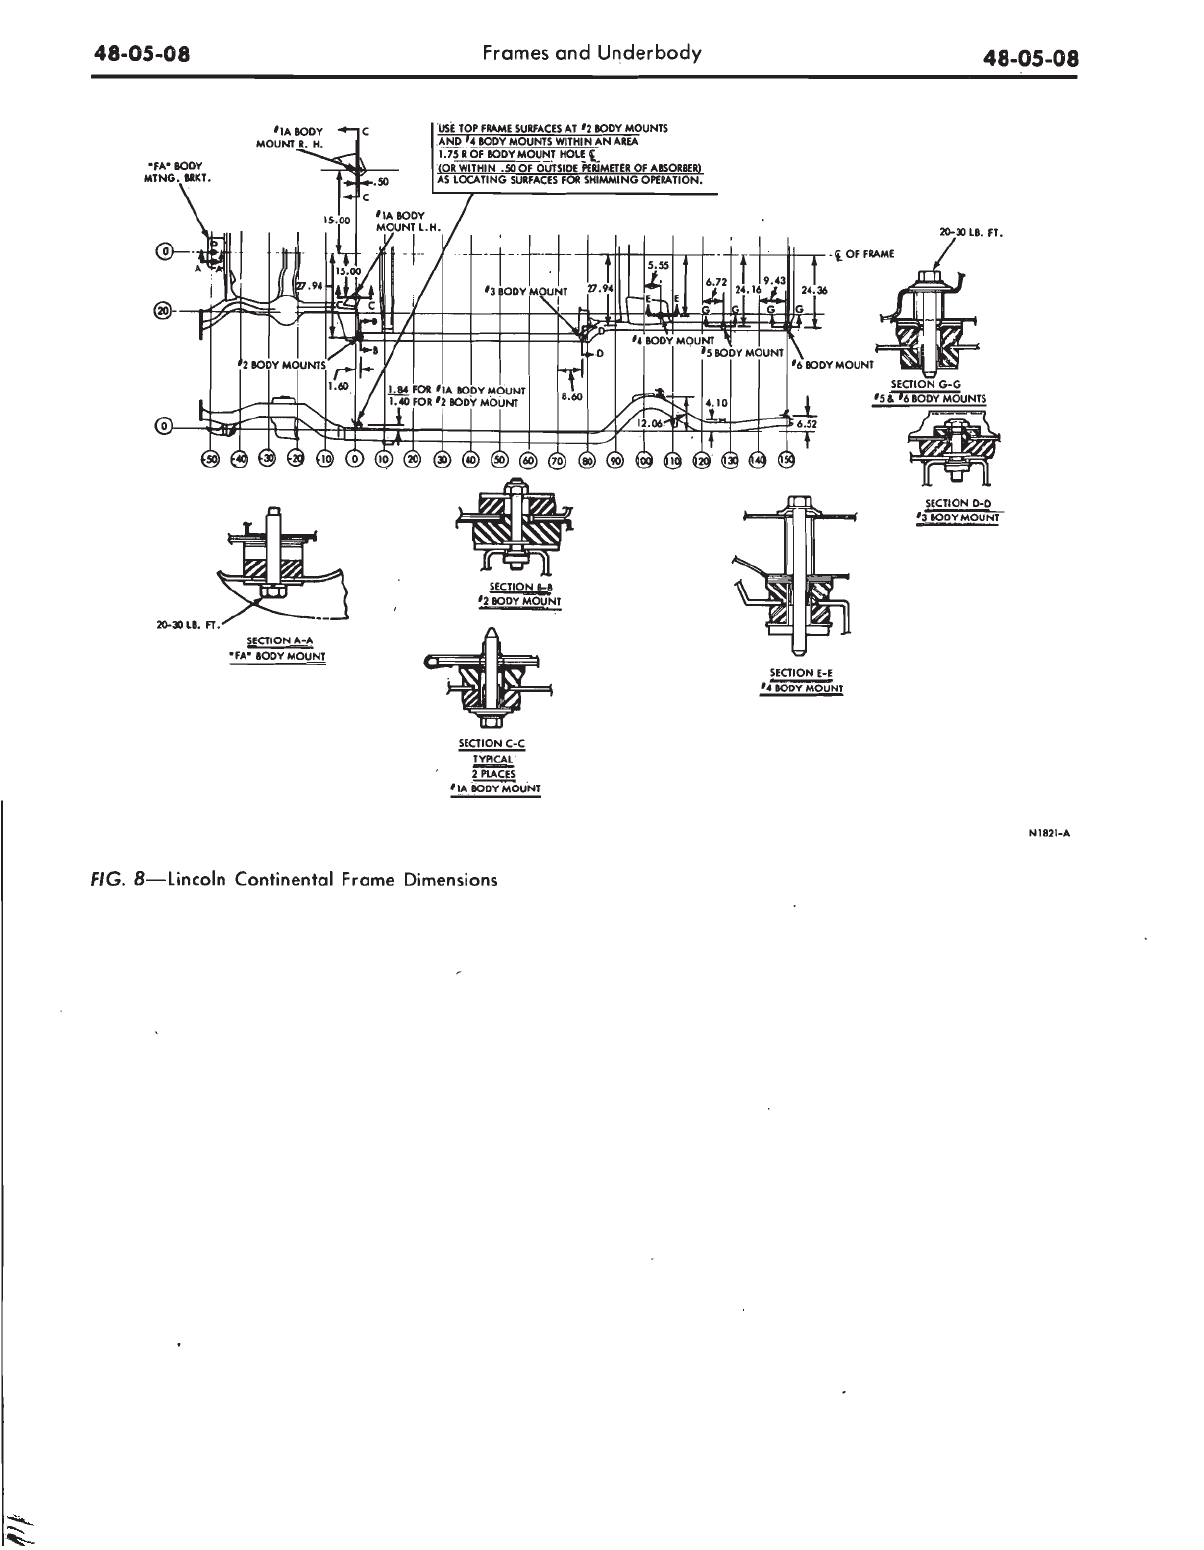 48-05-08
Frames and Underbody
48-05-08
#1A BODY
MOUNT R. H.
C
USE TOP FRAME SURFACES AT #2 BODY MOUNTS
AND #4 BODY MOUNTS WITHIN AN AREA
1.75 R OF BODY MOUNT HOLE ℄
(OR WITHIN .50 OF OUTSIDE PERIMETER OF ABSORBER)
AS LOCATING SURFACES FOR SHIMMING OPERATION.
"FA" BODY
MTNG. BRKT.
.50
C
15.00
#1A BODY
MOUNT L.H.
20-30 LB. FT.
0
℄ OF FRAME
A
A
15.00
27.94
C
#3 BODY MOUNT
27.94
5.55
E
E
6.72
24.16
9.43
24.36
G
G
G
G
20
B
B
D
D
#4 BODY MOUNT
#5 BODY MOUNT
#6 BODY MOUNT
#2 BODY MOUNTS
1.60
1.84 FOR #1A BODY MOUNT
1.40 FOR #2 BODY MOUNT
8.60
SECTION G-G
#5 & #6 BODY MOUNTS
4.10
12.06
6.52
0
-50 -40 -30 -20 -10 0 10 20 30 40 50 60 70 80 90 100 110 120 130 140 150
SECTION D-D
#3 BODY MOUNT
SECTION B-B
#2 BODY MOUNT
20-30 LB. FT.
SECTION A-A
"FA" BODY MOUNT
SECTION E-E
#4 BODY MOUNT
SECTION C-C
TYPICAL
2 PLACES
#1A BODY MOUNT
N1821-A
FIG. 8—Lincoln Continental Frame Dimensions